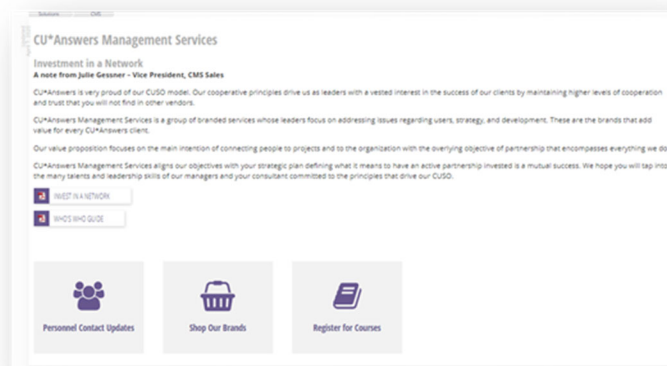 Solutions CMS
CU*Answers Management Services
Investment in a Network
A note from Julie Gessner – Vice President, CMS Sales
CU*Answers is very proud of our CUSO model. Our cooperative principles drive us as leaders with a vested interest in the success of our clients by maintaining higher levels of cooperation
and trust that you will not find in other vendors.
CU*Answers Management Services is a group of branded services whose leaders focus on addressing issues regarding users, strategy, and development. These are the brands that add
value for every CU*Answers client.
Our value proposition focuses on the main intention of connecting people to projects and to the organization with the overlying objective of partnership that encompasses everything we do
CU*Answers Management Services aligns our objectives with your strategic plan defining what it means to have an active partnership invested is a mutual success. We hope you will tap into
the many talents and leadership skills of our managers and your consultant committed to the principles that drive our CUSO.
INVEST IN A NETWORK
WHO'S WHO GUIDE
Personnel Contact Updates
Shop Our Brands
Register for Courses